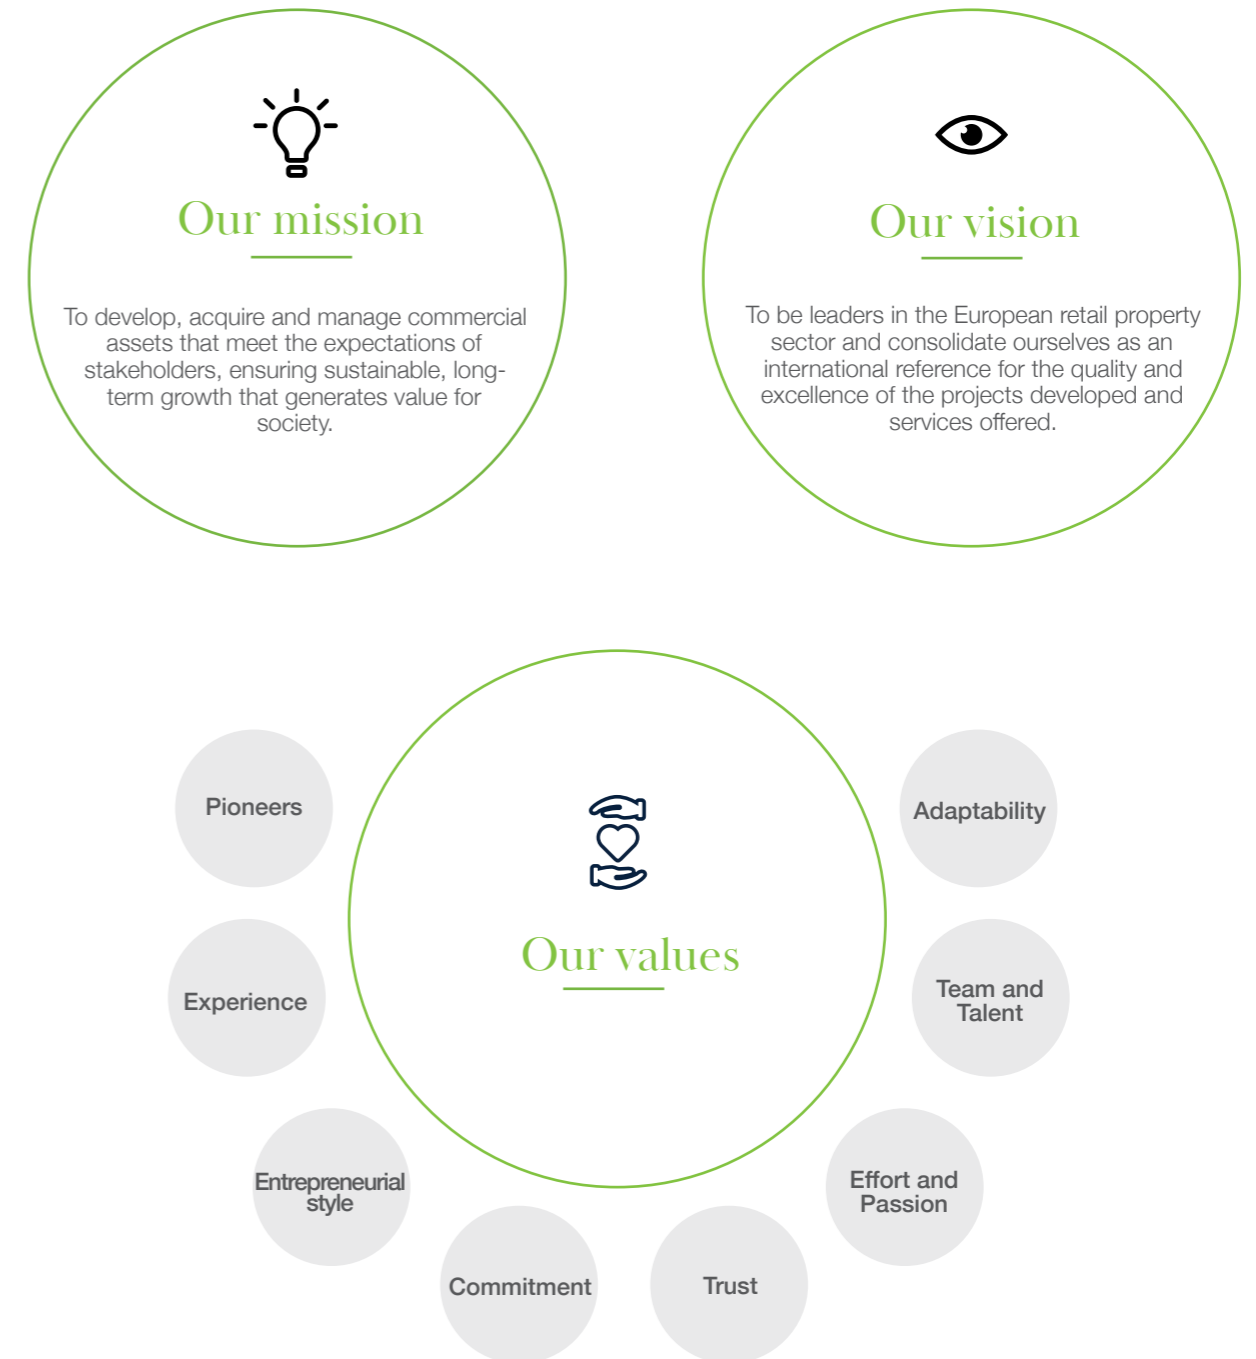 Our mission
To develop, acquire and manage commercial
assets that meet the expectations of
stakeholders, ensuring sustainable, long-
term growth that generates value for
society.
Our vision
To be leaders in the European retail property
sector and consolidate ourselves as an
international reference for the quality and
excellence of the projects developed and
services offered.
Our values
Pioneers
Experience
Entrepreneurial
style
Commitment
Trust
Effort and
Passion
Team and
Talent
Adaptability